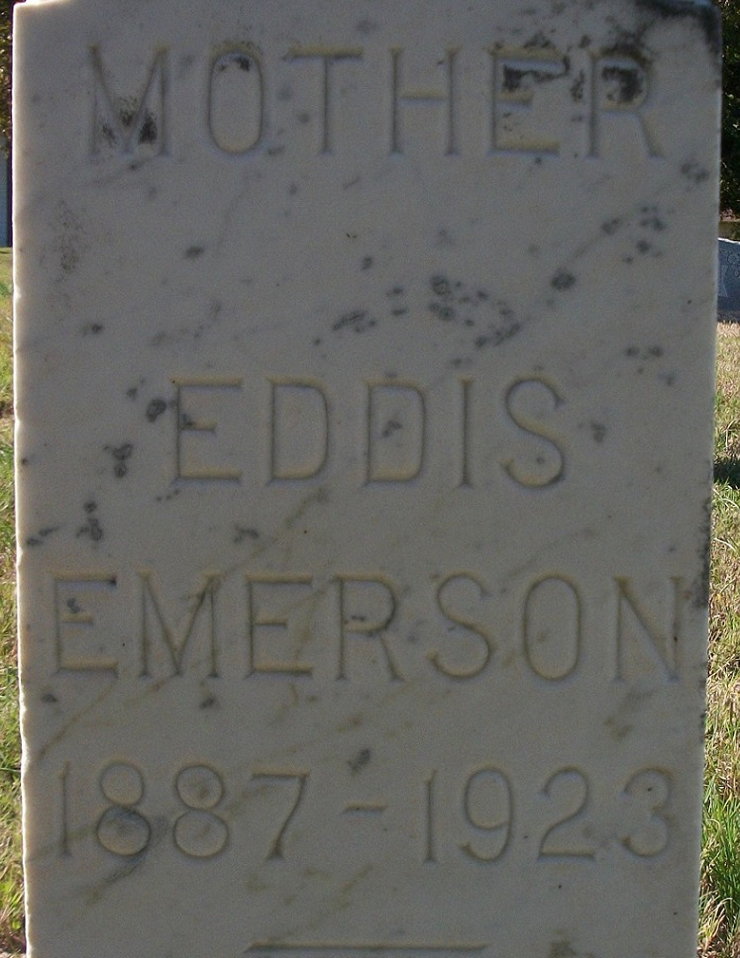 MOTHER
EDDIS
EMERSON
1887-1923